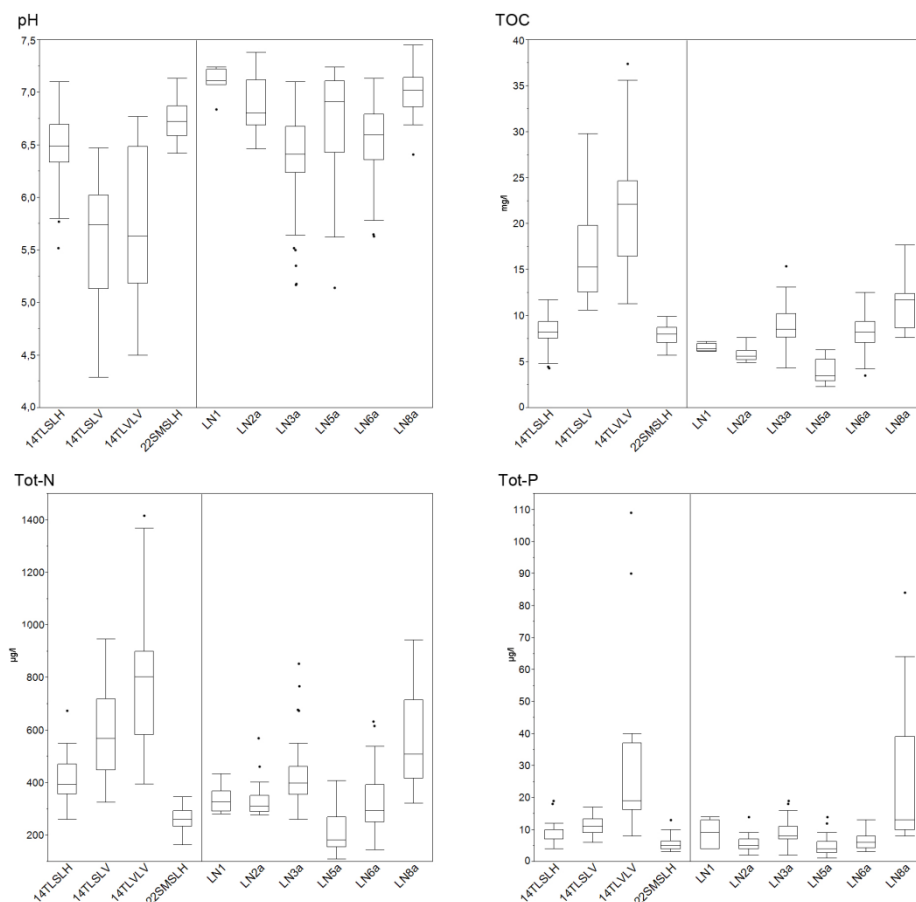 pH
7,5
7,0
6,5
6,0
5,5
5,0
4,5
4,0
14TLSLH
14TLSLV
14TLVLV
22SMSLH
LN1
LN2a
LN3a
LN5a
LN6a
LN8a
TOC
40
35
30
25
20
15
10
5
0
mg/l
14TLSLH
14TLSLV
14TLVLV
22SMSLH
LN1
LN2a
LN3a
LN5a
LN6a
LN8a
Tot-N
1400
1200
1000
800
600
400
200
µg/l
14TLSLH
14TLSLV
14TLVLV
22SMSLH
LN1
LN2a
LN3a
LN5a
LN6a
LN8a
Tot-P
110
100
90
80
70
60
50
40
30
20
10
0
µg/l
14TLSLH
14TLSLV
14TLVLV
22SMSLH
LN1
LN2a
LN3a
LN5a
LN6a
LN8a